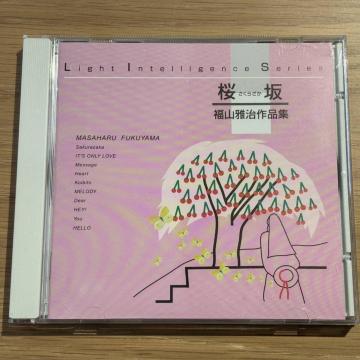 Light Intelligence Series
桜坂
さくらざか
福山雅治作品集
MASAHARU FUKUYAMA
Sakurazaka
IT'S ONLY LOVE
Message
Heart
Kodito
MELODY
Dear
HEY!
You
HELLO